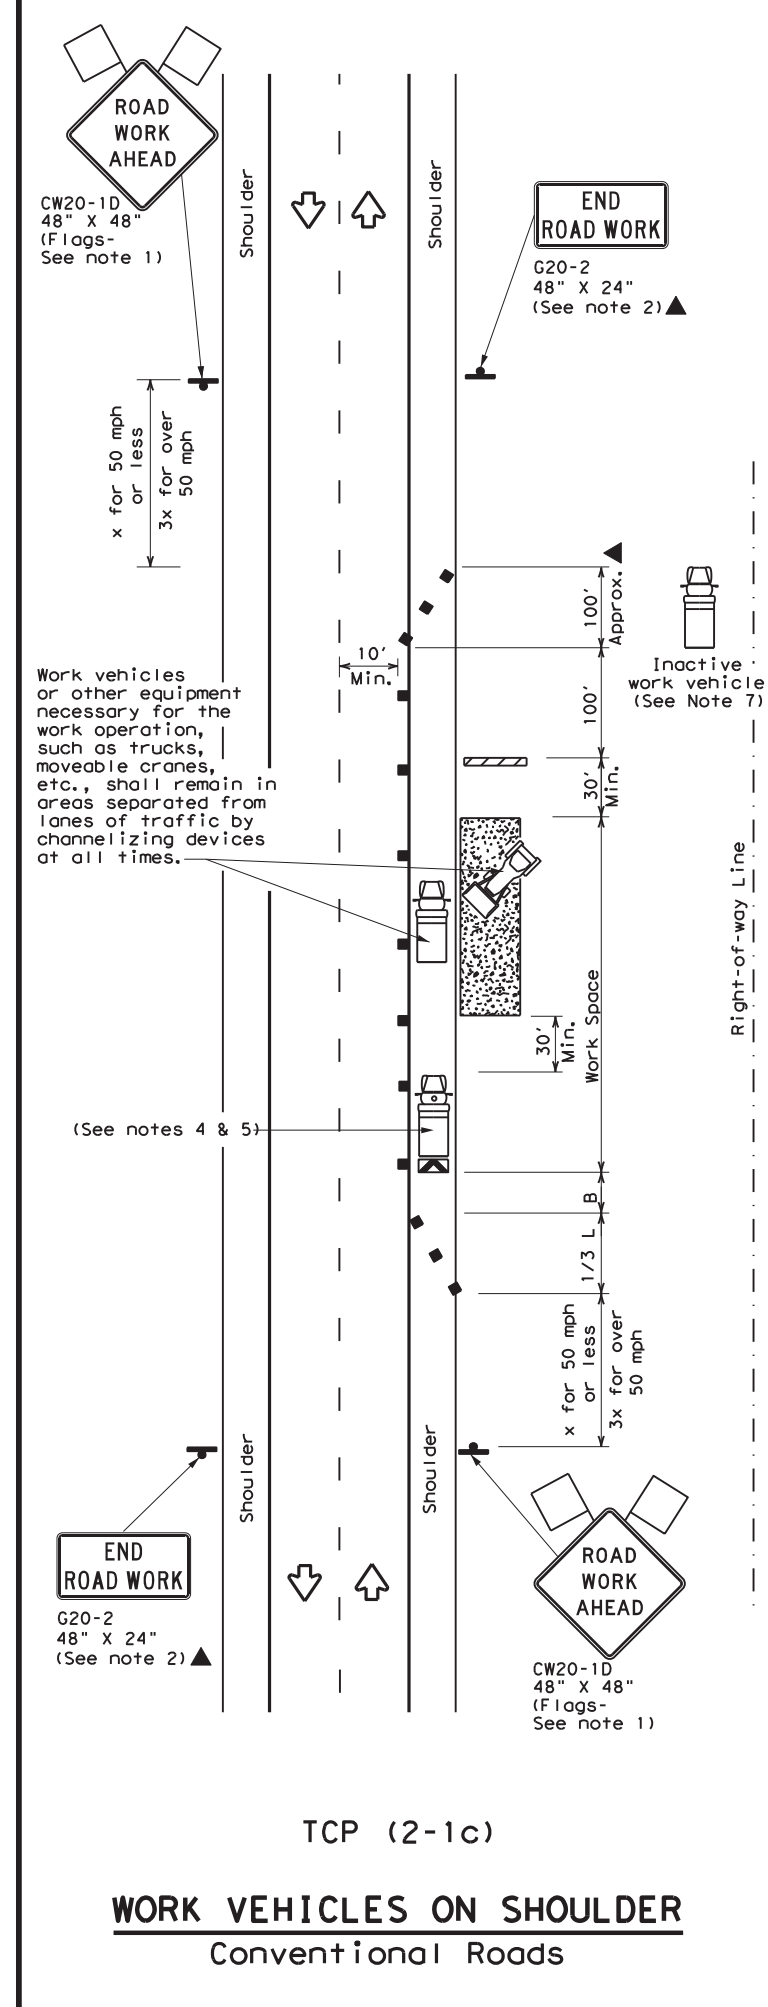 ROAD
WORK
AHEAD
CW20-1D
48" X 48"
(Flags-
See note 1)
Shoulder
Shoulder
END
ROAD WORK
G20-2
48" X 24"
(See note 2)
x for 50 mph
or less
3x for over
50 mph
100'
Approx.
Inactive
work vehicle
(See Note 7)
10'
Min.
100'
30'
Min.
Work vehicles
or other equipment
necessary for the
work operation,
such as trucks,
moveable cranes,
etc., shall remain in
areas separated from
lanes of traffic by
channelizing devices
at all times.
Right-of-way Line
Work Space
30'
Min.
(See notes 4 & 5)
B
1/3 L
x for 50 mph
or less
3x for over
50 mph
Shoulder
Shoulder
END
ROAD WORK
G20-2
48" X 24"
(See note 2)
ROAD
WORK
AHEAD
CW20-1D
48" X 48"
(Flags-
See note 1)
TCP (2-1c)
WORK VEHICLES ON SHOULDER
Conventional Roads